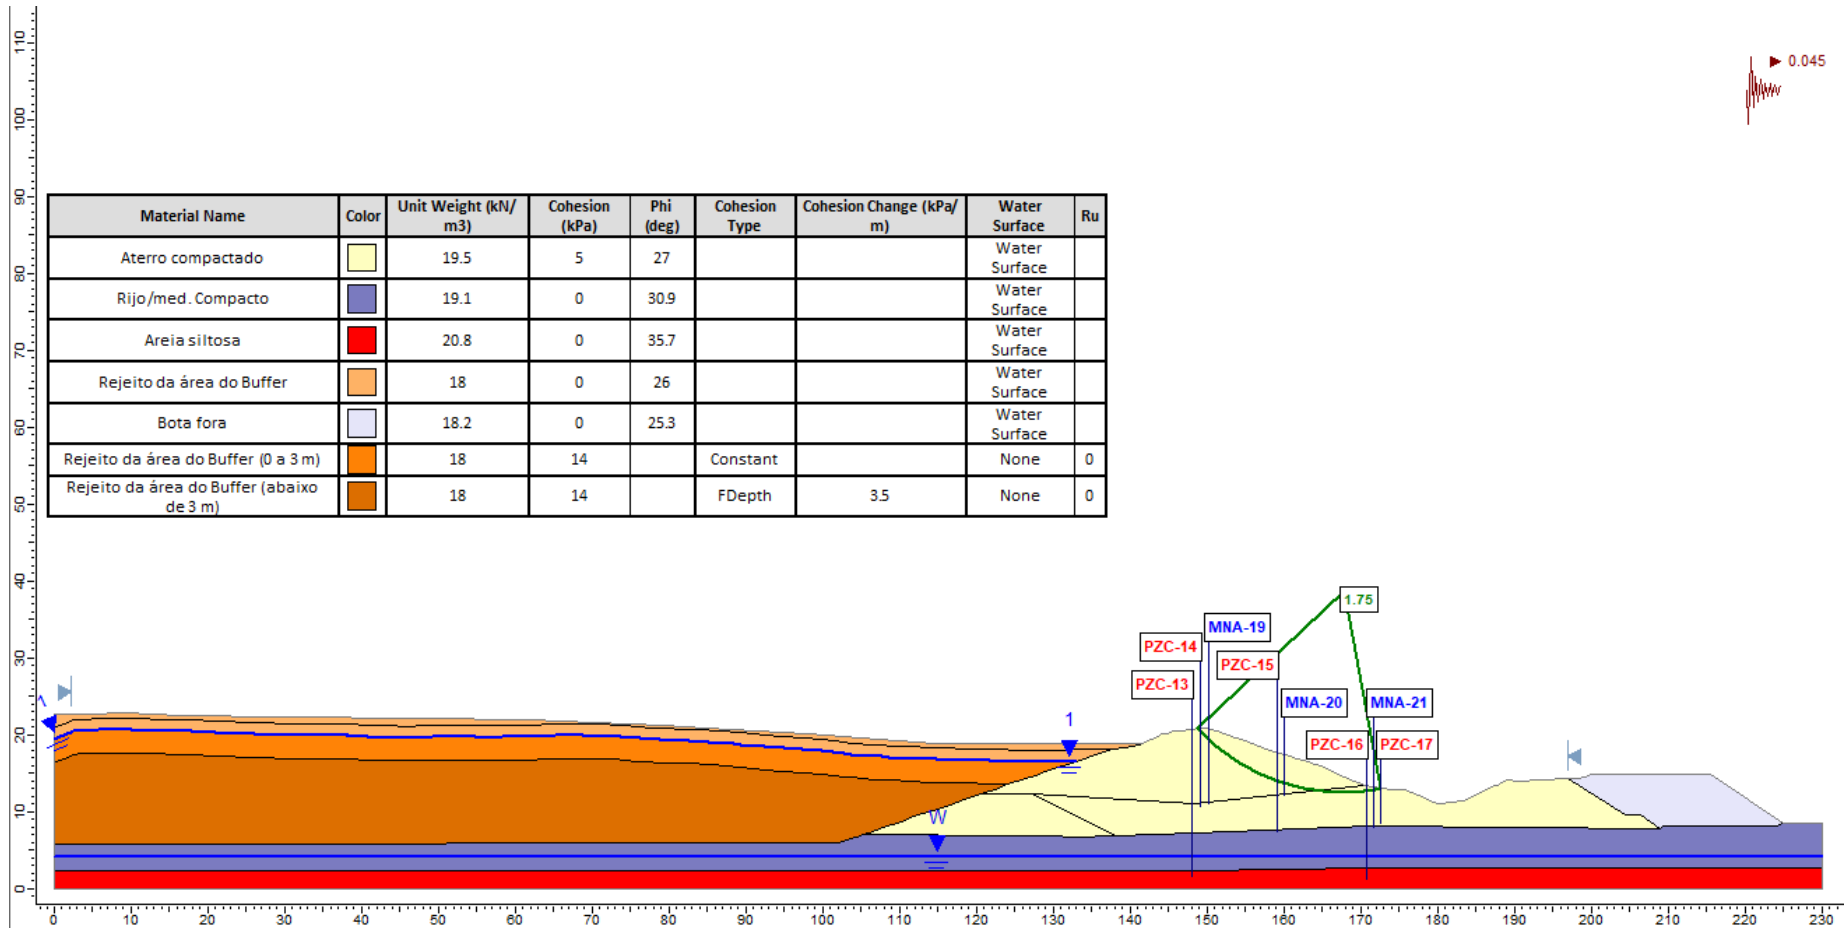 0.045
Material Name Color Unit Weight (kN/ m3) Cohesion (kPa) Phi (deg) Cohesion Type Cohesion Change (kPa/ m) Water Surface Ru
Aterro compactado 19.5 5 27 Water Surface
Rijo/med. Compacto 19.1 0 30.9 Water Surface
Areia siltosa 20.8 0 35.7 Water Surface
Rejeito da área do Buffer 18 0 26 Water Surface
Bota fora 18.2 0 25.3 Water Surface
Rejeito da área do Buffer (0 a 3 m) 18 14 Constant None 0
Rejeito da área do Buffer (abaixo de 3 m) 18 14 FDepth 3.5 None 0
1.75
MNA-19
PZC-14
PZC-15
PZC-13
MNA-20
MNA-21
1
PZC-16
PZC-17
W
110
100
90
80
70
60
50
40
30
20
10
0
0 10 20 30 40 50 60 70 80 90 100 110 120 130 140 150 160 170 180 190 200 210 220 230